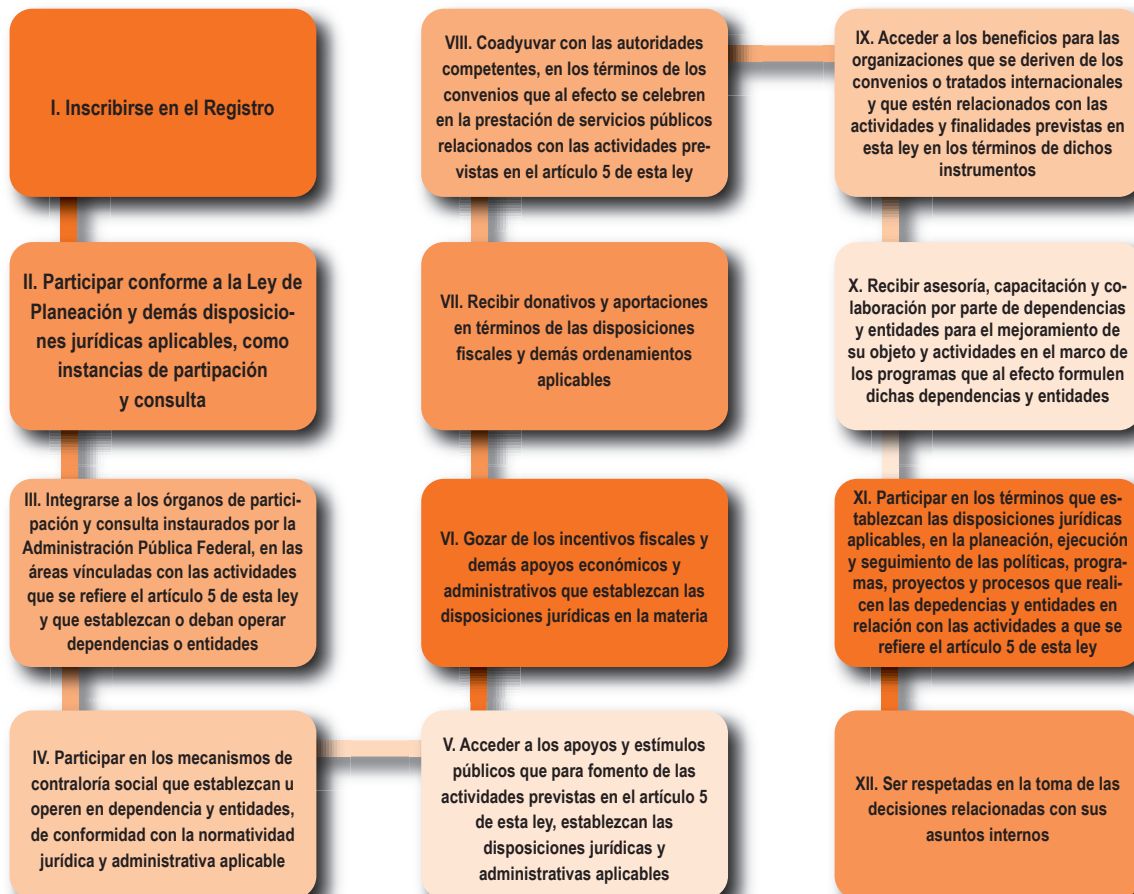 I. Inscribirse en el Registro
II. Participar conforme a la Ley de
Planeación y demás disposicio-
nes jurídicas aplicables, como
instancias de partipación
y consulta
III. Integrarse a los órganos de partici-
pación y consulta instaurados por la
Administración Pública Federal, en las
áreas vínculadas con las actividades
que se refiere el artículo 5 de esta ley
y que establezcan o deban operar
dependencias o entidades
IV. Participar en los mecanismos de
contraloría social que establezcan u
operen en dependencia y entidades,
de conformidad con la normatividad
jurídica y administrativa aplicable
V. Acceder a los apoyos y estímulos
públicos que para fomento de las
actividades previstas en el artículo 5
de esta ley, establezcan las
disposiciones jurídicas y
administrativas aplicables
VI. Gozar de los incentivos fiscales y
demás apoyos económicos y
administrativos que establezcan las
disposiciones jurídicas en la materia
VII. Recibir donativos y aportaciones
en términos de las disposiciones
fiscales y demás ordenamientos
aplicables
VIII. Coadyuvar con las autoridades
competentes, en los términos de los
convenios que al efecto se celebren
en la prestación de servicios públicos
relacionados con las actividades pre-
vistas en el artículo 5 de esta ley
IX. Acceder a los beneficios para las
organizaciones que se deriven de los
convenios o tratados internacionales
y que estén relacionados con las
actividades y finalidades previstas en
esta ley en los términos de dichos
instrumentos
X. Recibir asesoría, capacitación y co-
laboración por parte de dependencias
y entidades para el mejoramiento de
su objeto y actividades en el marco de
los programas que al efecto formulen
dichas dependencias y entidades
XI. Participar en los términos que es-
tablezcan las disposiciones jurídicas
aplicables, en la planeación, ejecución
y seguimiento de las políticas, progra-
mas, proyectos y procesos que reali-
cen las depedencias y entidades en
relación con las actividades a que se
refiere el artículo 5 de esta ley
XII. Ser respetadas en la toma de las
decisiones relacionadas con sus
asuntos internos